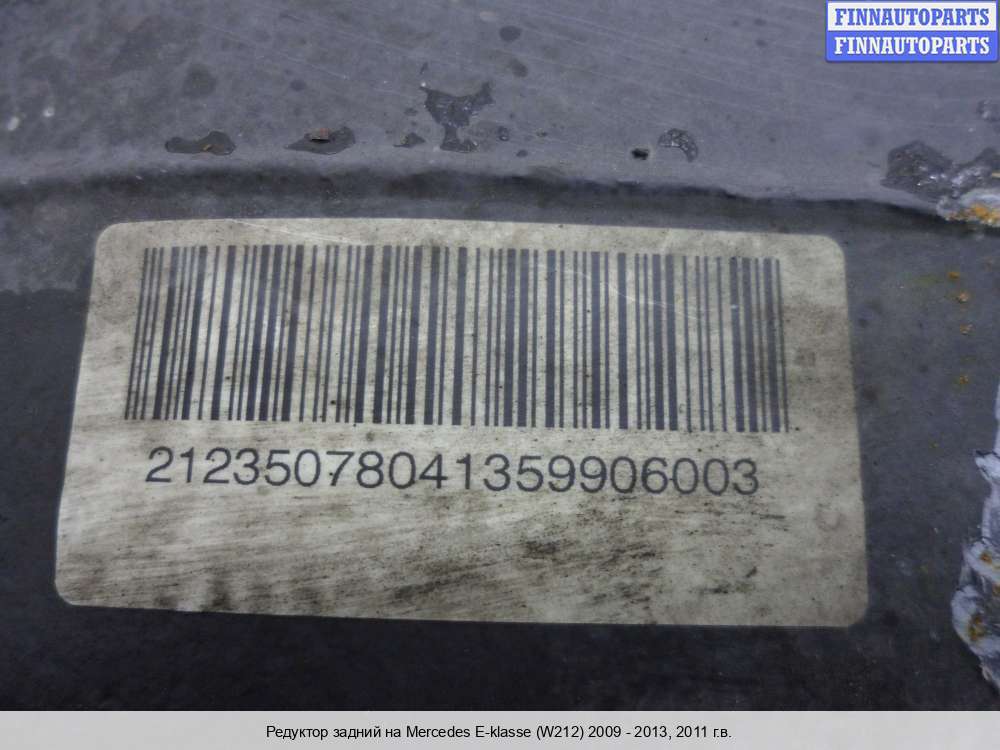 FINNAUTOPARTS
FINNAUTOPARTS
21235078041359906003
Редуктор задний на Mercedes E-klasse (W212) 2009 - 2013, 2011 г.в.